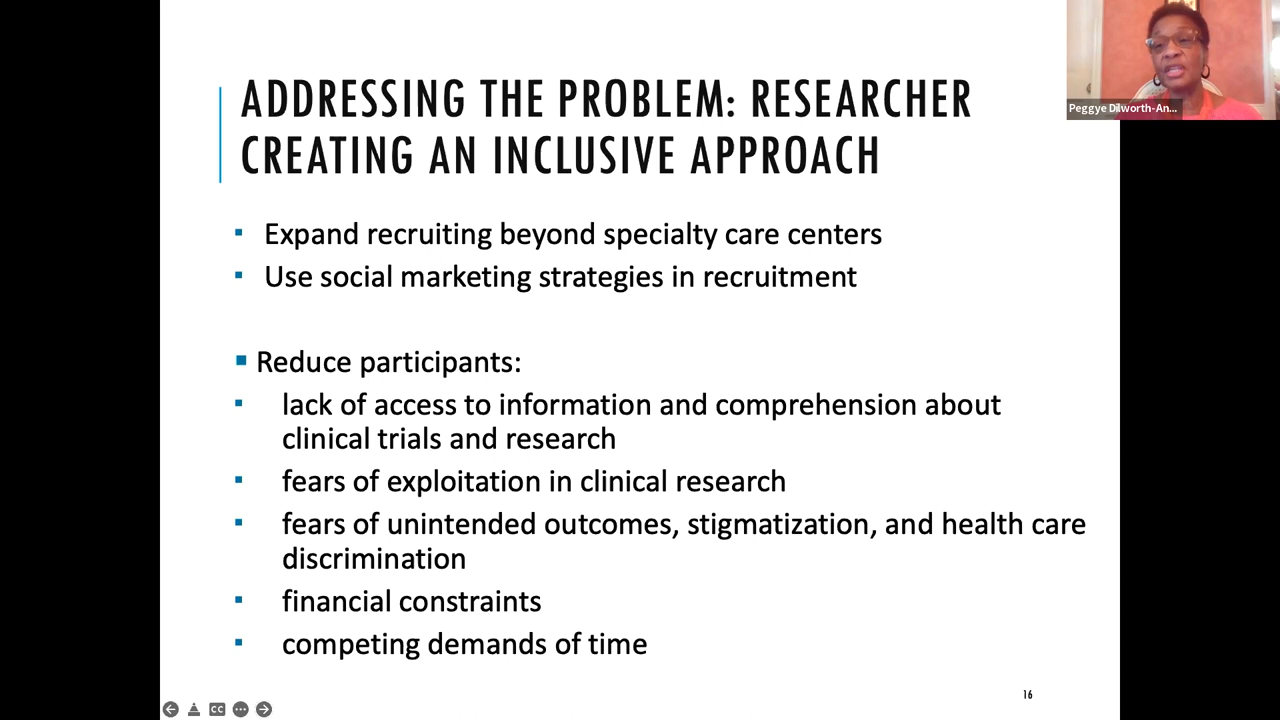 ADDRESSING THE PROBLEM: RESEARCHER
CREATING AN INCLUSIVE APPROACH
Peggye Dilworth-An...
▪ Expand recruiting beyond specialty care centers
▪ Use social marketing strategies in recruitment
▪ Reduce participants:
▪ lack of access to information and comprehension about
clinical trials and research
▪ fears of exploitation in clinical research
▪ fears of unintended outcomes, stigmatization, and health care
discrimination
▪ financial constraints
▪ competing demands of time
16
CC